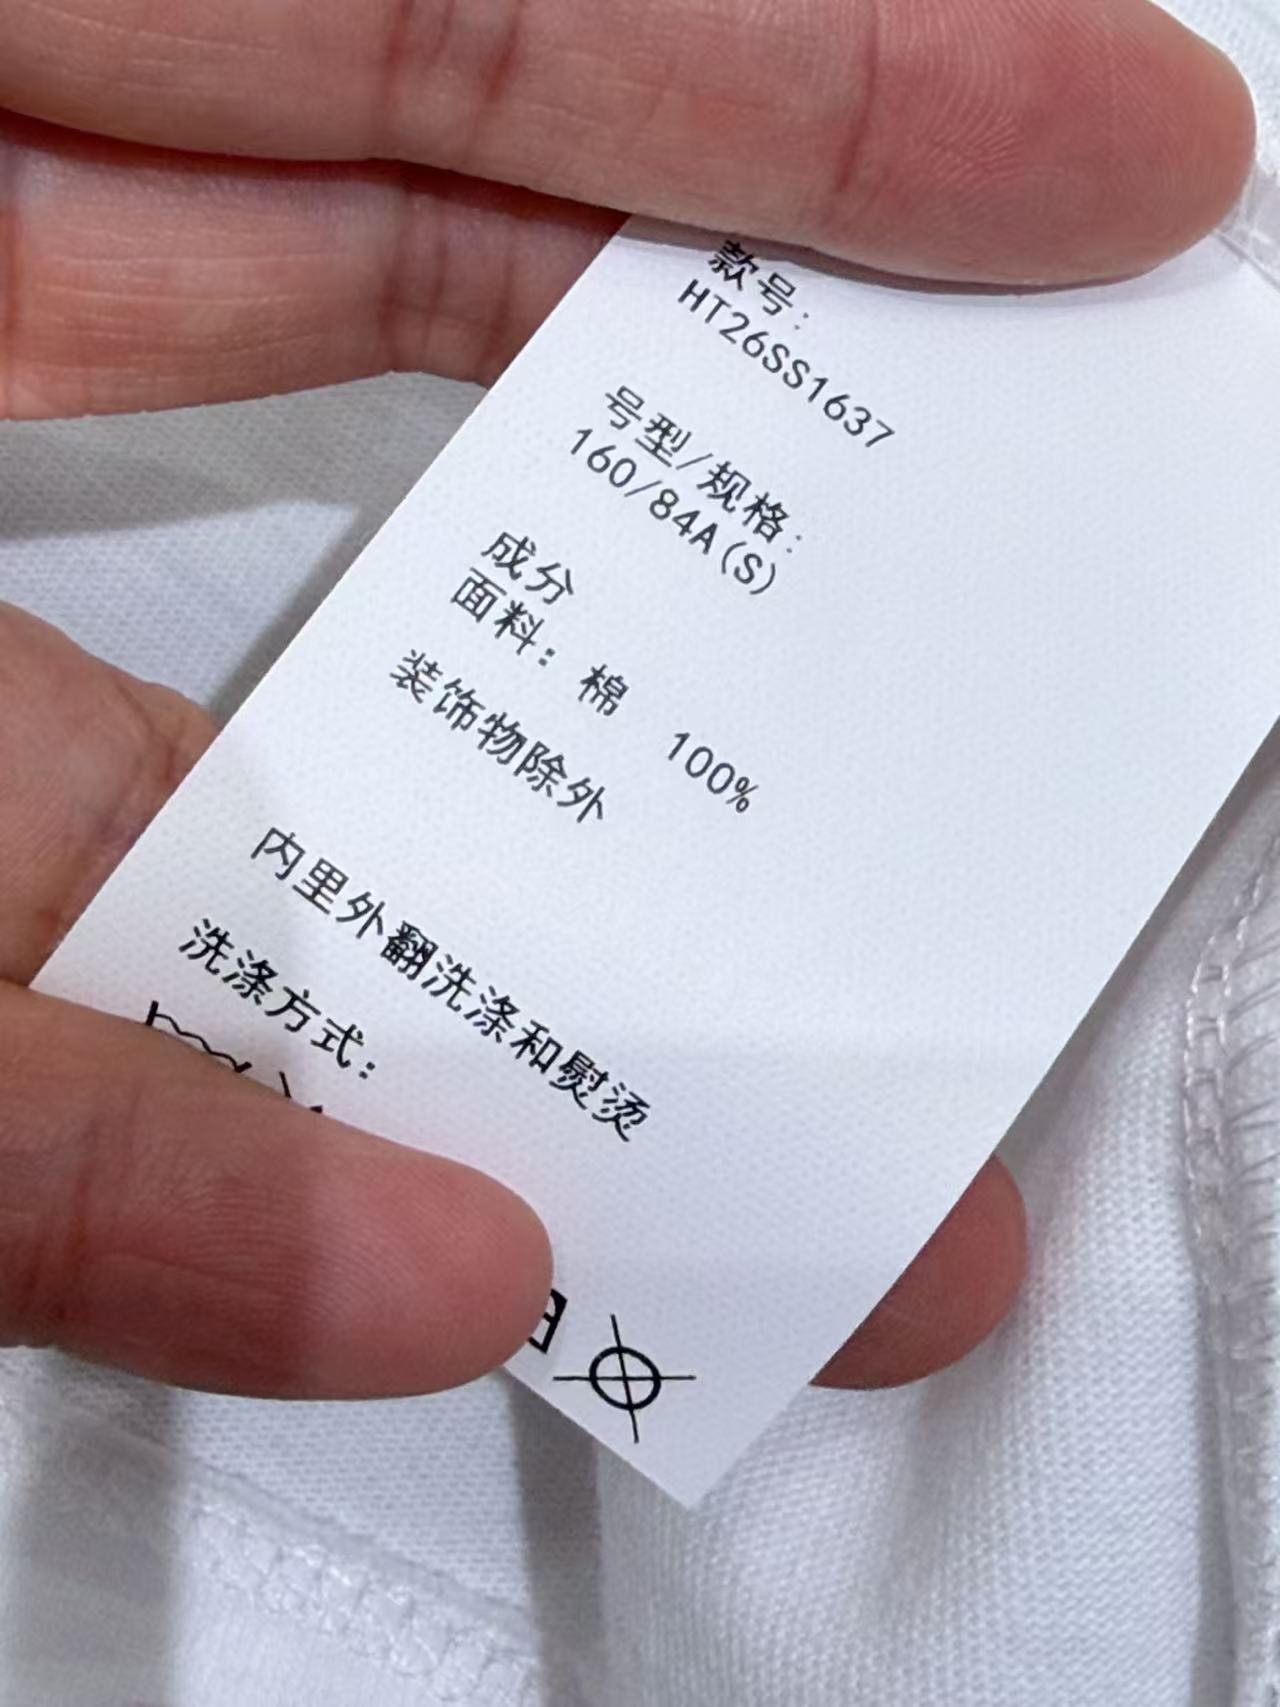 款号:
HT26SS1637
号型/规格:
160/84A(S)
成分
面料: 棉 100%
装饰物除外
内里外翻洗涤和熨烫
洗涤方式: